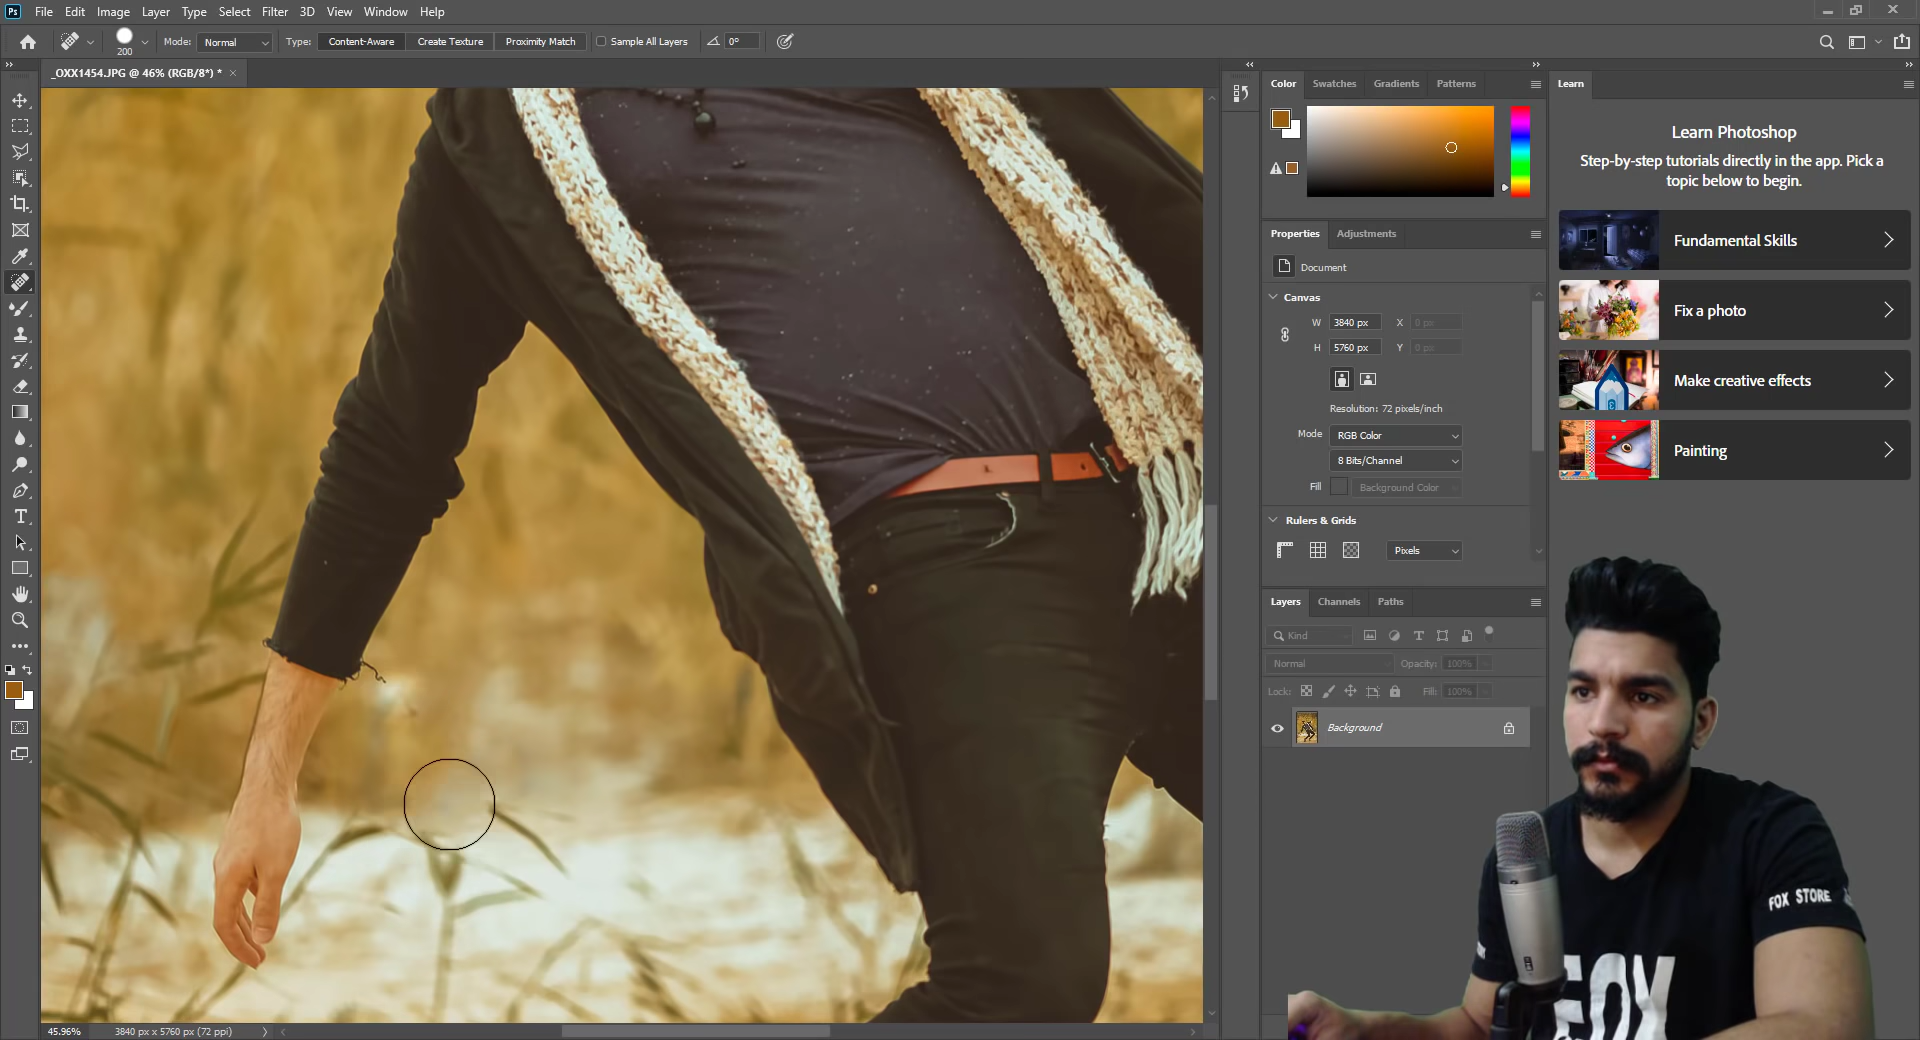 Ps File Edit Image Layer Type Select Filter 3D View Window Help
200 Mode: Normal Type: Content-Aware Create Texture Proximity Match Sample All Layers 0°
_OXX1454.JPG @ 46% (RGB/8*) * ×
Color Swatches Gradients Patterns
Properties Adjustments
Document
Canvas
W 3840 px X 0 px
H 5760 px Y 0 px
Resolution: 72 pixels/inch
Mode RGB Color
8 Bits/Channel
Fill Background Color
Rulers & Grids
Pixels
Layers Channels Paths
Kind
Normal Opacity: 100%
Lock: Fill: 100%
Background
Learn
Learn Photoshop
Step-by-step tutorials directly in the app. Pick a
topic below to begin.
Fundamental Skills
Fix a photo
Make creative effects
Painting
FOX STORE
FOX
45.96% 3840 px x 5760 px (72 ppi)